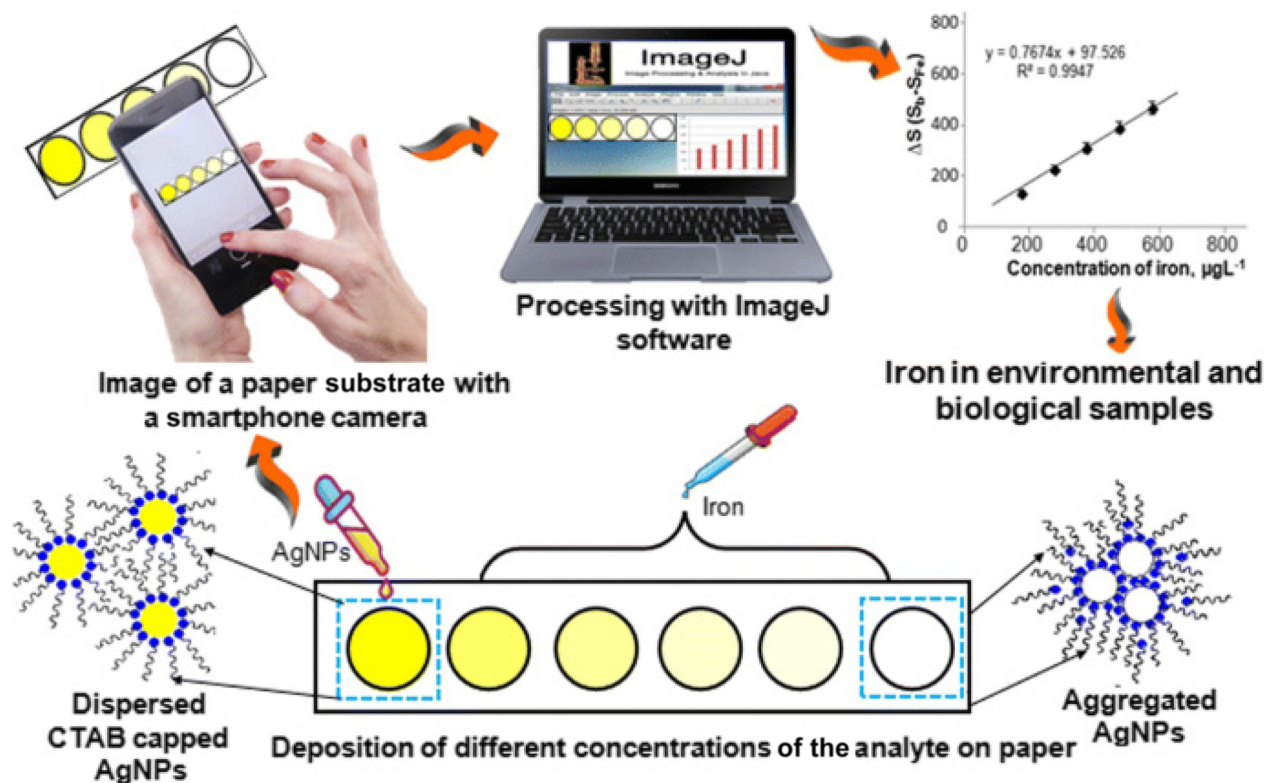 ImageJ
Image Processing & Analysis in Java
SAMSUNG
800
600
400
200
0
ΔS (S_b-S_Fe)
y = 0.7674x + 97.526
R² = 0.9947
0 200 400 600 800
Concentration of iron, µgL⁻¹
Processing with ImageJ
software
Image of a paper substrate with
a smartphone camera
Iron in environmental and
biological samples
AgNPs
Iron
Dispersed
CTAB capped
AgNPs
Deposition of different concentrations of the analyte on paper
Aggregated
AgNPs